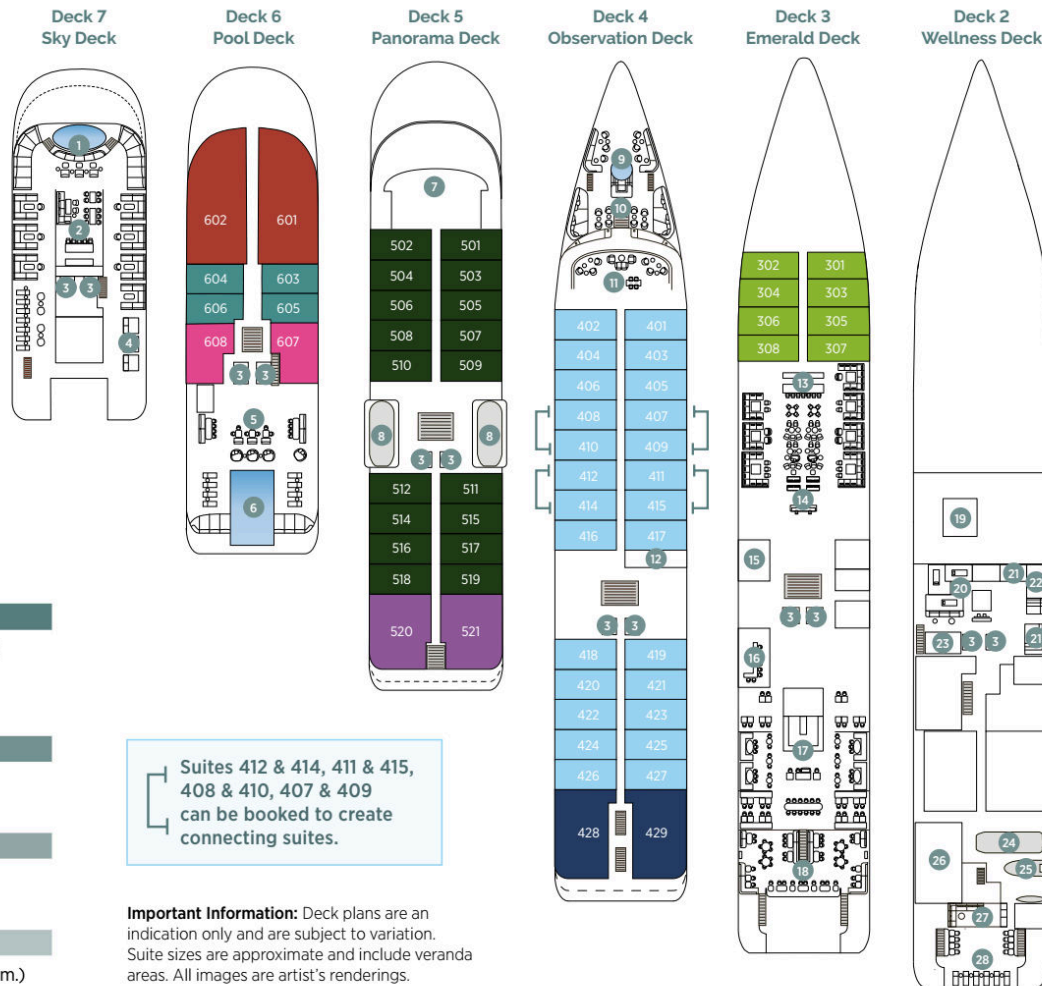 Deck 7
Sky Deck
Deck 6
Pool Deck
Deck 5
Panorama Deck
Deck 4
Observation Deck
Deck 3
Emerald Deck
Deck 2
Wellness Deck
1
2
3 3
4
602 601
604 603
606 605
608 607
3 3
5
6
7
502 501
504 503
506 505
508 507
510 509
8 8
3 3
512 511
514 515
516 517
518 519
520 521
9
10
11
402 401
404 403
406 405
408 407
410 409
412 411
414 415
416 417
12
3 3
418 419
420 421
422 423
424 425
426 427
428 429
302 301
304 303
306 305
308 307
13
14
15
3 3
16
17
18
19
20 21 22
23 3 3 21
24
25
26
27
28
Suites 412 & 414, 411 & 415,
408 & 410, 407 & 409
can be booked to create
connecting suites.
Important Information: Deck plans are an
indication only and are subject to variation.
Suite sizes are approximate and include veranda
areas. All images are artist's renderings.
m.)